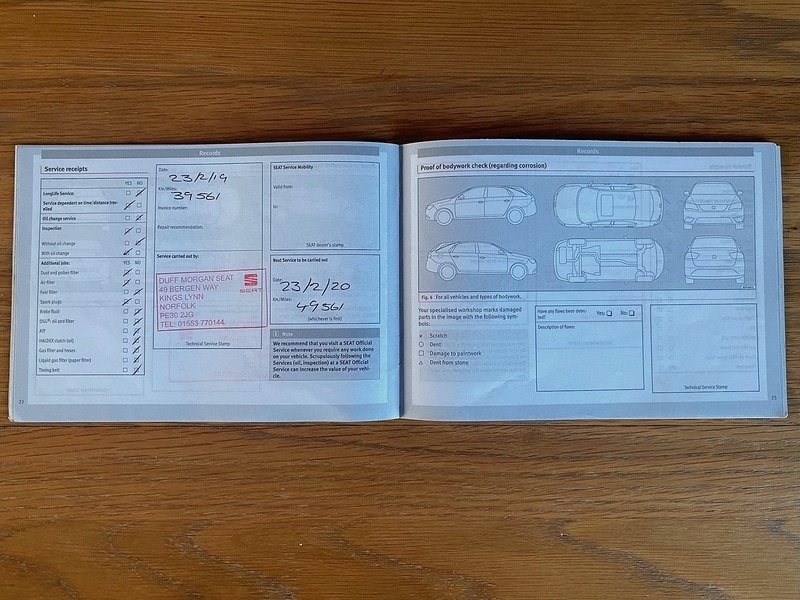 Records
Service receipts
YES NO
LongLife Service:
Service dependent on time/distance trav-
elled
Oil change service
Inspection
Without oil change
With oil change
Additional jobs: YES NO
Dust and pollen filter
Air filter
Fuel filter
Spark plugs
Brake fluid
DSG® oil and filter
ATF
HALDEX clutch (oil)
Gas filter and hoses
Liquid gas filter (paper filter)
Timing belt
22
Date:
23/2/19
Km/Miles:
39561
Invoice number:
Repair recommendation:
Service carried out by:
DUFF MORGAN SEAT
49 BERGEN WAY
KINGS LYNN
NORFOLK
PE30 2JG
TEL: 01553 770144
SEAT
Technical Service Stamp
SEAT Service Mobility
Valid from:
to:
SEAT dealer's stamp
Next Service to be carried out
Date:
23/2/20
Km/Miles:
49561
(whichever is first)
Note
We recommend that you visit a SEAT Official
Service whenever you require any work done
on your vehicle. Scrupulously following the
Services (oil, inspection) at a SEAT Official
Service can increase the value of your vehi-
cle.
Records
Proof of bodywork check (regarding corrosion)
Fig. 4 For all vehicles and types of bodywork.
Your specialised workshop marks damaged
parts in the image with the following sym-
bols:
Scratch
Dent
Damage to paintwork
Dent from stone
Have any flaws been detec-
ted? Yes: No:
Description of flaws:
Technical Service Stamp
23